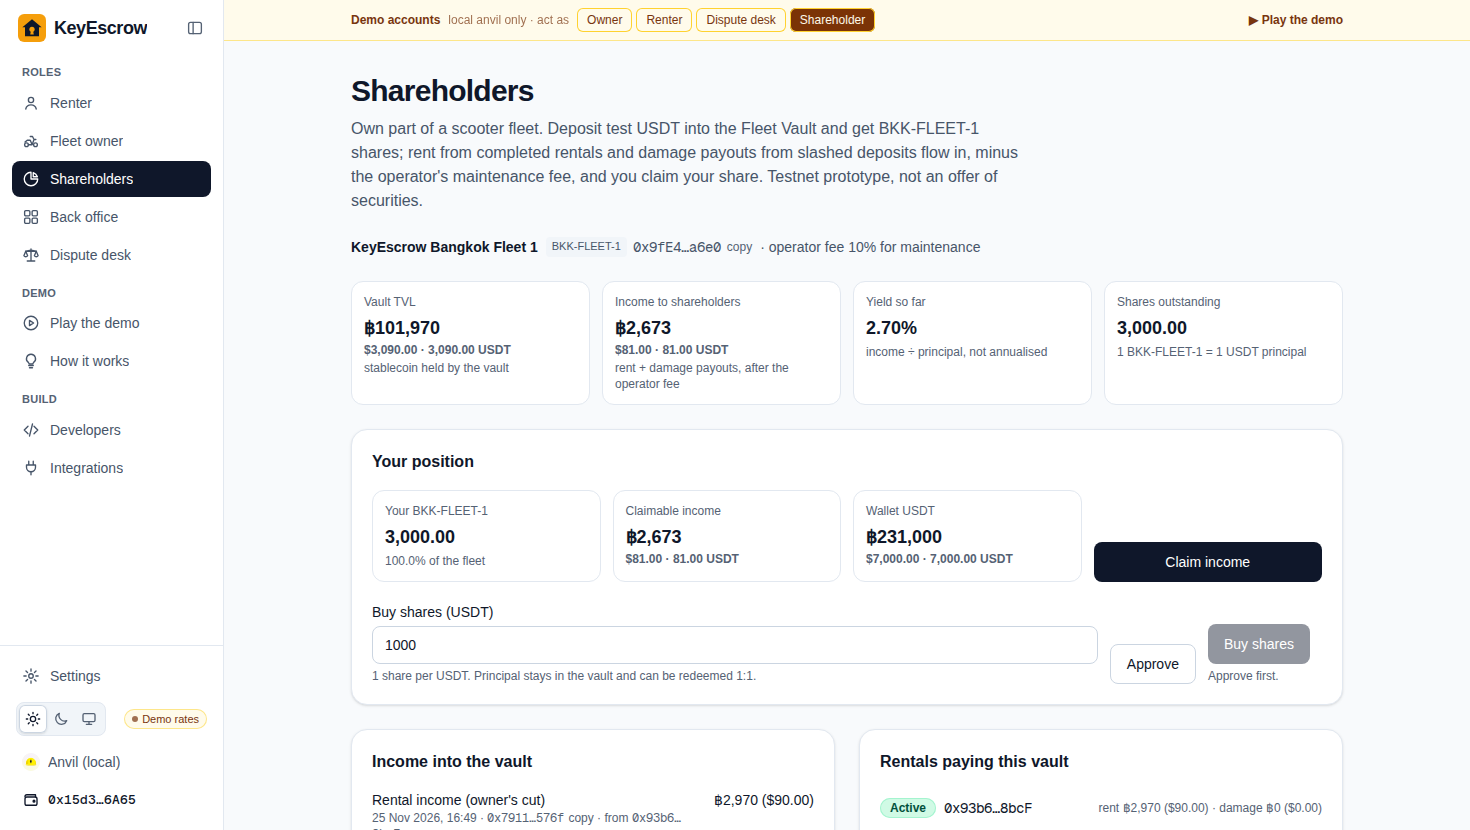 KeyEscrow
ROLES
Renter
Fleet owner
Shareholders
Back office
Dispute desk
DEMO
Play the demo
How it works
BUILD
Developers
Integrations
Settings
Demo rates
Anvil (local)
0x15d3…6A65
Demo accounts local anvil only · act as Owner Renter Dispute desk Shareholder ▶ Play the demo
Shareholders
Own part of a scooter fleet. Deposit test USDT into the Fleet Vault and get BKK-FLEET-1
shares; rent from completed rentals and damage payouts from slashed deposits flow in, minus
the operator's maintenance fee, and you claim your share. Testnet prototype, not an offer of
securities.
KeyEscrow Bangkok Fleet 1 BKK-FLEET-1 0x9fE4…a6e0 copy · operator fee 10% for maintenance
Vault TVL
฿101,970
$3,090.00 · 3,090.00 USDT
stablecoin held by the vault
Income to shareholders
฿2,673
$81.00 · 81.00 USDT
rent + damage payouts, after the
operator fee
Yield so far
2.70%
income ÷ principal, not annualised
Shares outstanding
3,000.00
1 BKK-FLEET-1 = 1 USDT principal
Your position
Your BKK-FLEET-1
3,000.00
100.0% of the fleet
Claimable income
฿2,673
$81.00 · 81.00 USDT
Wallet USDT
฿231,000
$7,000.00 · 7,000.00 USDT
Claim income
Buy shares (USDT)
1000
1 share per USDT. Principal stays in the vault and can be redeemed 1:1.
Approve
Buy shares
Approve first.
Income into the vault
Rental income (owner's cut) ฿2,970 ($90.00)
25 Nov 2026, 16:49 · 0x7911…576f copy · from 0x93b6…
Rentals paying this vault
Active 0x93b6…8bcF rent ฿2,970 ($90.00) · damage ฿0 ($0.00)